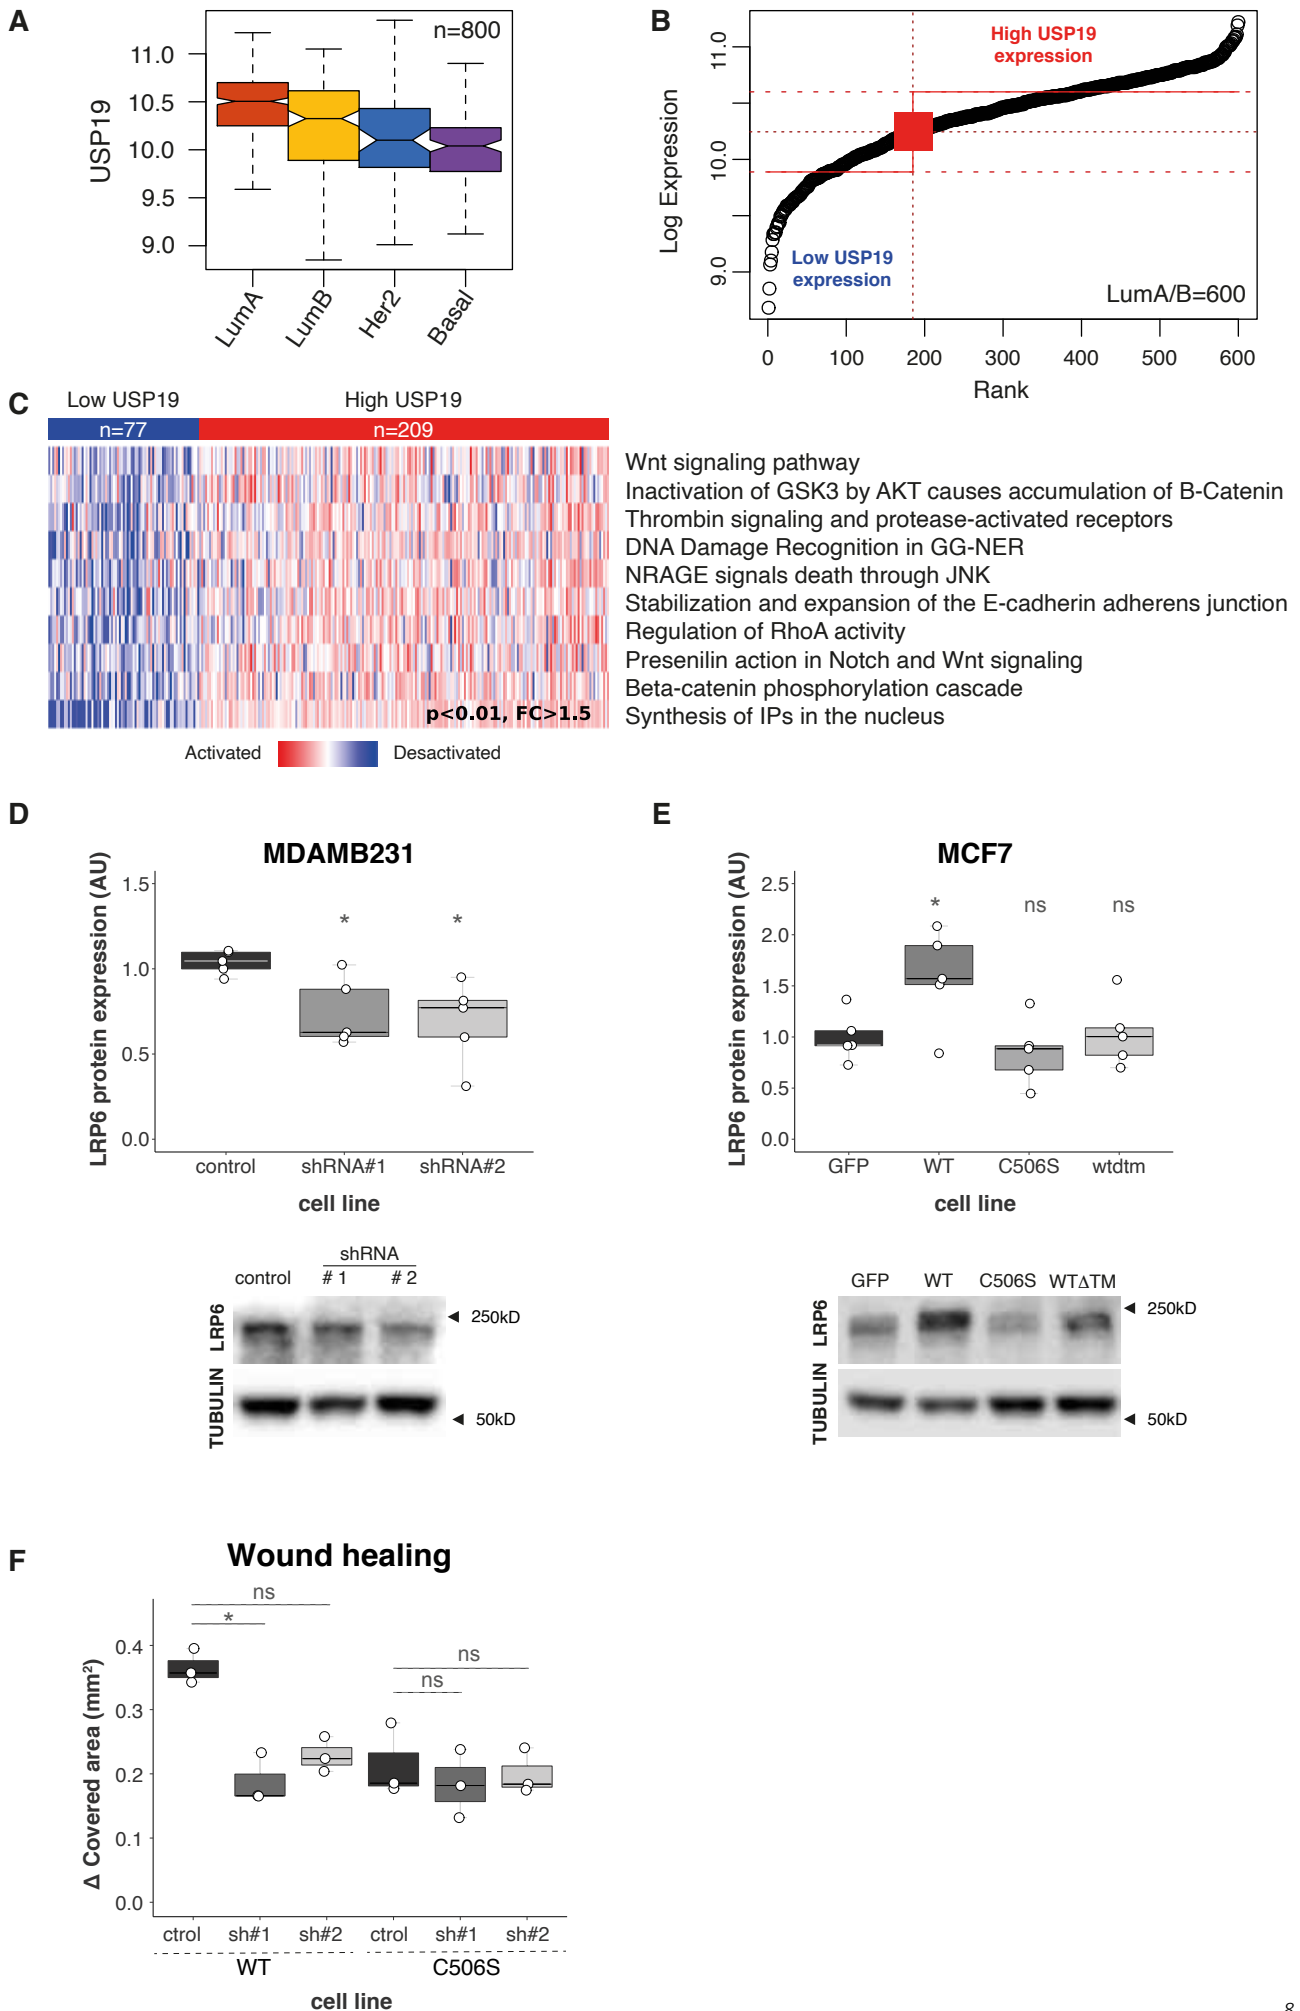 A
USP19
n=800
11.0
10.5
10.0
9.5
9.0
LumA
LumB
Her2
Basal
B
Log Expression
11.0
10.0
9.0
High USP19
expression
Low USP19
expression
LumA/B=600
0
100
200
300
400
500
600
Rank
C
Low USP19
High USP19
n=77
n=209
Wnt signaling pathway
Inactivation of GSK3 by AKT causes accumulation of B-Catenin
Thrombin signaling and protease-activated receptors
DNA Damage Recognition in GG-NER
NRAGE signals death through JNK
Stabilization and expansion of the E-cadherin adherens junction
Regulation of RhoA activity
Presenilin action in Notch and Wnt signaling
Beta-catenin phosphorylation cascade
Synthesis of IPs in the nucleus
p<0.01, FC>1.5
Activated
Desactivated
D
MDAMB231
LRP6 protein expression (AU)
1.5
1.0
0.5
0.0
*
*
control
shRNA#1
shRNA#2
cell line
shRNA
control
# 1
# 2
LRP6
250kD
TUBULIN
50kD
E
MCF7
LRP6 protein expression (AU)
2.5
2.0
1.5
1.0
0.5
0.0
*
ns
ns
GFP
WT
C506S
wtdtm
cell line
GFP
WT
C506S
WTΔTM
LRP6
250kD
TUBULIN
50kD
F
Wound healing
Δ Covered area (mm²)
ns
*
ns
ns
0.4
0.3
0.2
0.1
0.0
ctrol
sh#1
sh#2
ctrol
sh#1
sh#2
WT
C506S
cell line
8